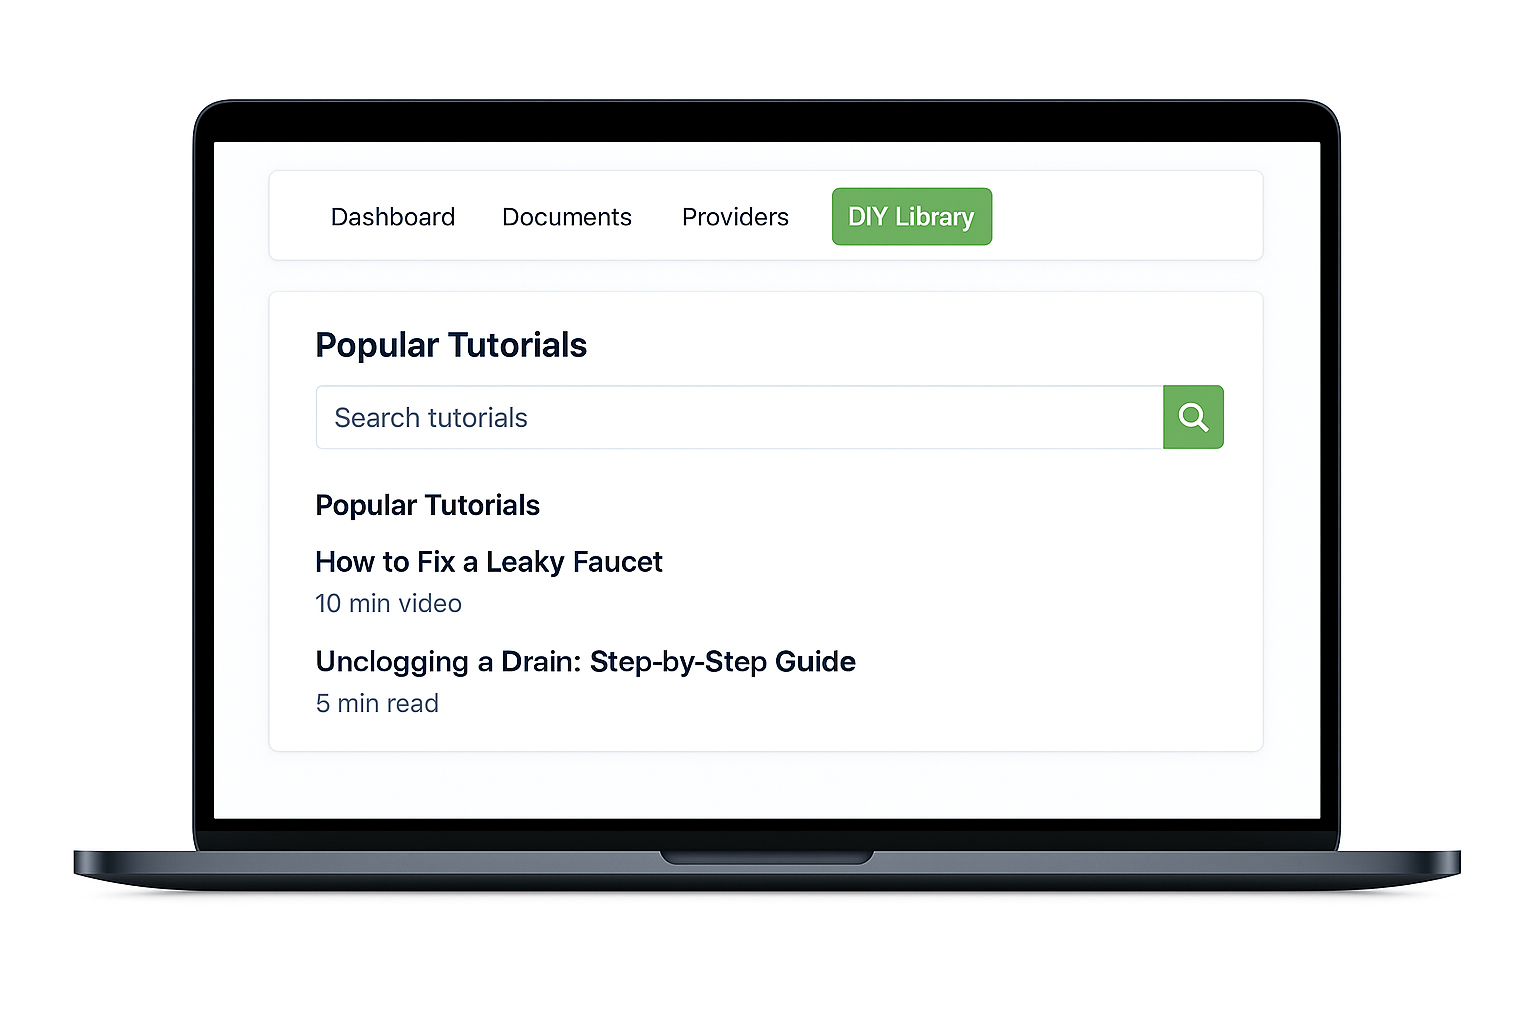 Dashboard Documents Providers DIY Library
Popular Tutorials
Search tutorials
Popular Tutorials
How to Fix a Leaky Faucet
10 min video
Unclogging a Drain: Step-by-Step Guide
5 min read